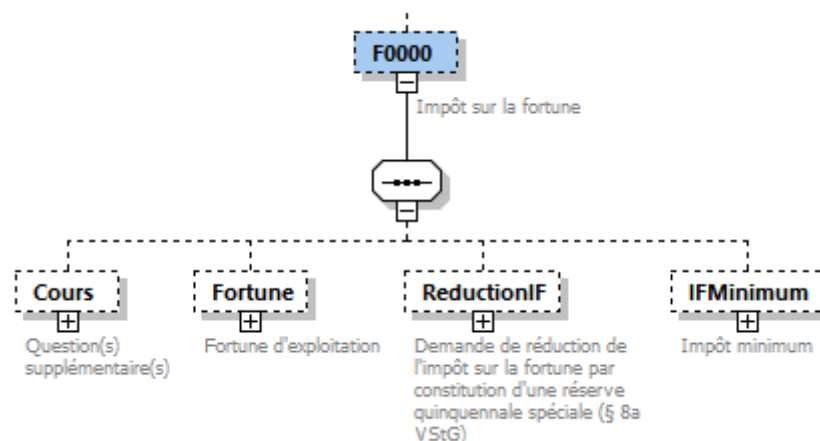 F0000
Impôt sur la fortune
Cours
Fortune
ReductionIF
IFMinimum
Question(s)
supplémentaire(s)
Fortune d'exploitation
Demande de réduction de
l'impôt sur la fortune par
constitution d'une réserve
quinquennale spéciale (§ 8a
VStG)
Impôt minimum